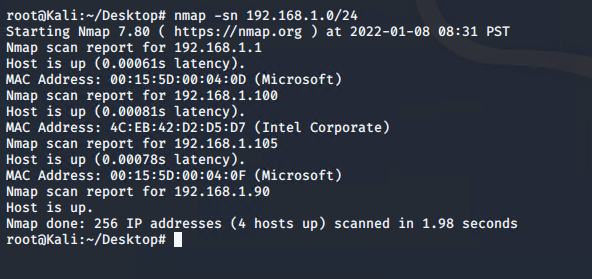 root@Kali:~/Desktop# nmap -sn 192.168.1.0/24
Starting Nmap 7.80 ( https://nmap.org ) at 2022-01-08 08:31 PST
Nmap scan report for 192.168.1.1
Host is up (0.00061s latency).
MAC Address: 00:15:5D:00:04:0D (Microsoft)
Nmap scan report for 192.168.1.100
Host is up (0.00081s latency).
MAC Address: 4C:EB:42:D2:D5:D7 (Intel Corporate)
Nmap scan report for 192.168.1.105
Host is up (0.00078s latency).
MAC Address: 00:15:5D:00:04:0F (Microsoft)
Nmap scan report for 192.168.1.90
Host is up.
Nmap done: 256 IP addresses (4 hosts up) scanned in 1.98 seconds
root@Kali:~/Desktop#